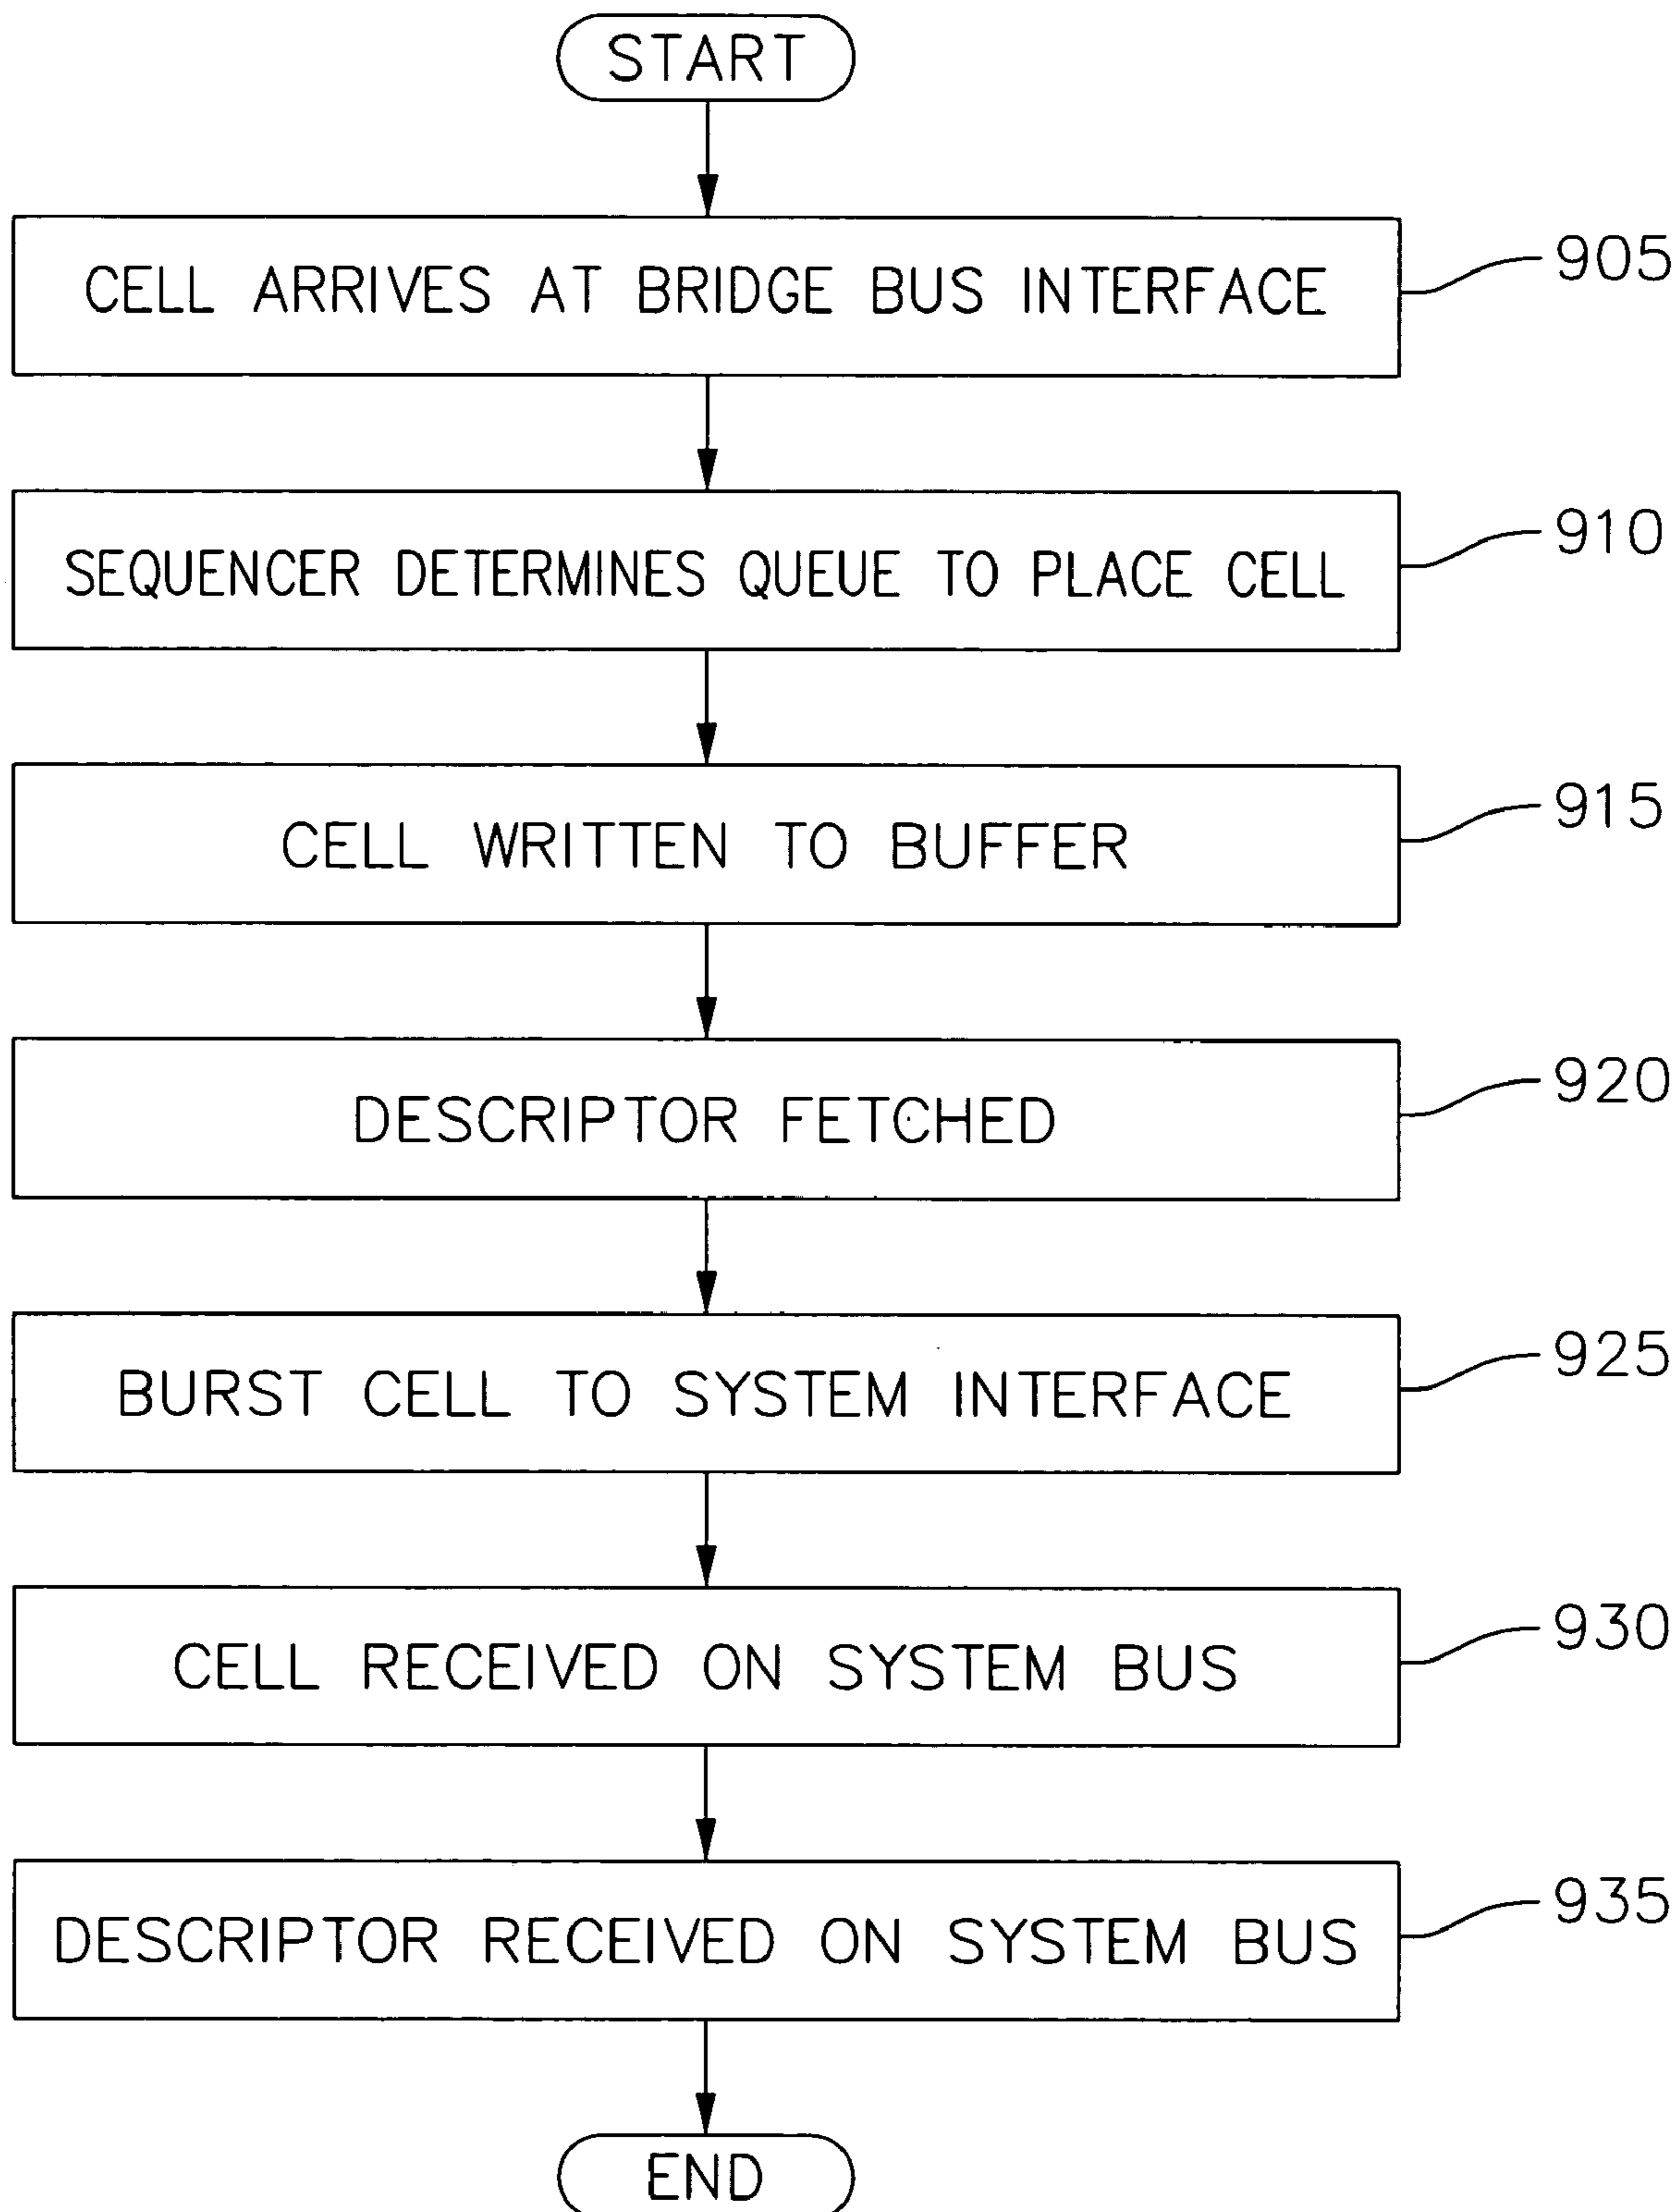 START
CELL ARRIVES AT BRIDGE BUS INTERFACE
905
SEQUENCER DETERMINES QUEUE TO PLACE CELL
910
CELL WRITTEN TO BUFFER
915
DESCRIPTOR FETCHED
920
BURST CELL TO SYSTEM INTERFACE
925
CELL RECEIVED ON SYSTEM BUS
930
DESCRIPTOR RECEIVED ON SYSTEM BUS
935
END